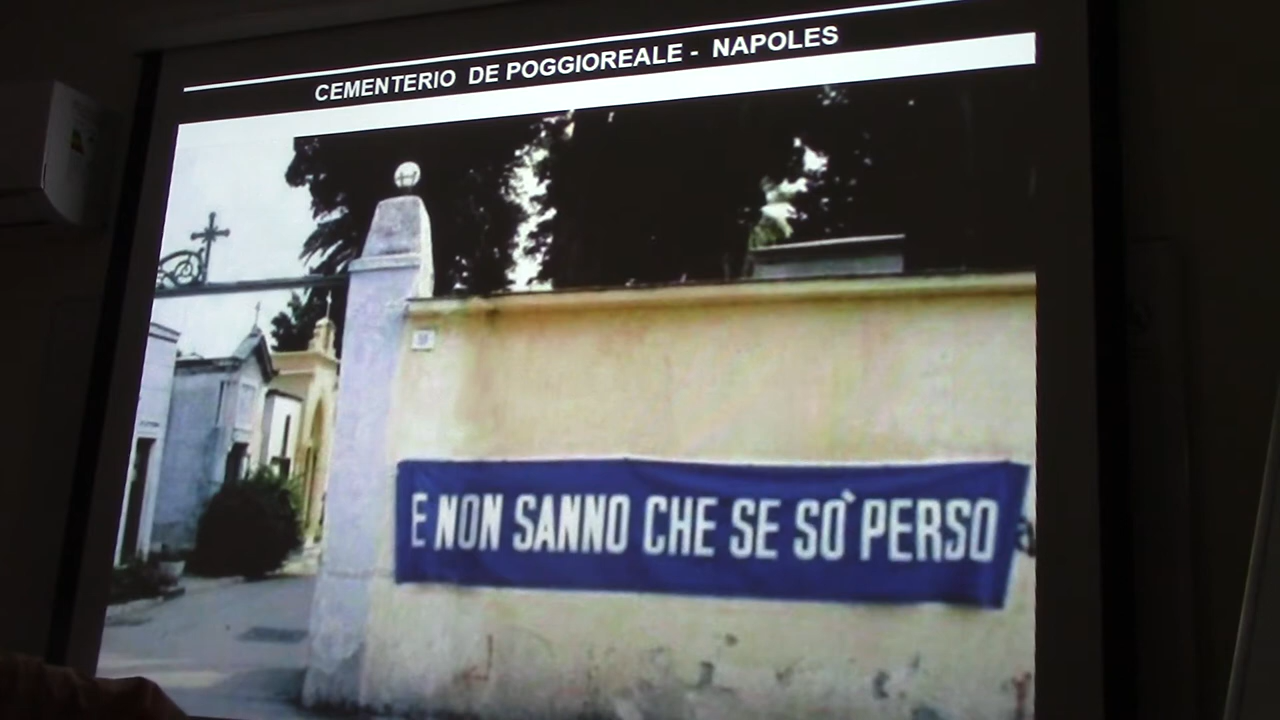 CEMENTERIO DE POGGIOREALE - NAPOLES
E NON SANNO CHE SE SO' PERSO